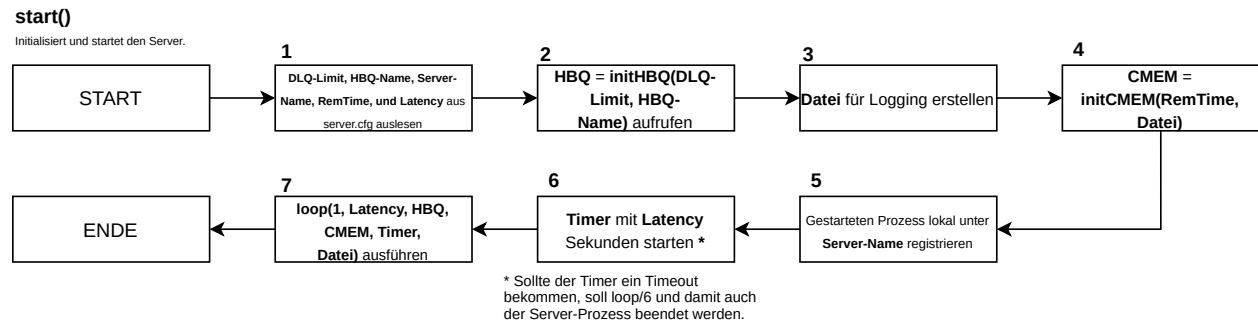 start()
Initialisiert und startet den Server.
START
1
DLQ-Limit, HBQ-Name, Server-
Name, RemTime, und Latency aus
server.cfg auslesen
2
HBQ = initHBQ(DLQ-
Limit, HBQ-
Name) aufrufen
3
Datei für Logging erstellen
4
CMEM =
initCMEM(RemTime,
Datei)
5
Gestarteten Prozess lokal unter
Server-Name registrieren
6
Timer mit Latency
Sekunden starten *
* Sollte der Timer ein Timeout
bekommen, soll loop/6 und damit auch
der Server-Prozess beendet werden.
7
loop(1, Latency, HBQ,
CMEM, Timer,
Datei) ausführen
ENDE